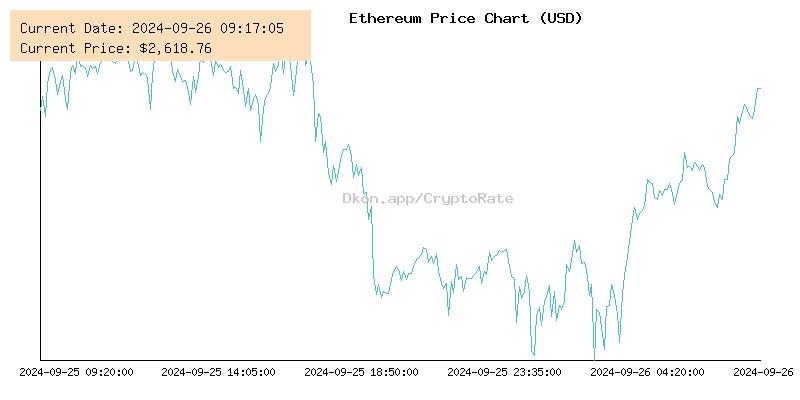 Ethereum Price Chart (USD)
Current Date: 2024-09-26 09:17:05
Current Price: $2,618.76
Dkon.app/CryptoRate
2024-09-25 09:20:00 2024-09-25 14:05:00 2024-09-25 18:50:00 2024-09-25 23:35:00 2024-09-26 04:20:00 2024-09-26